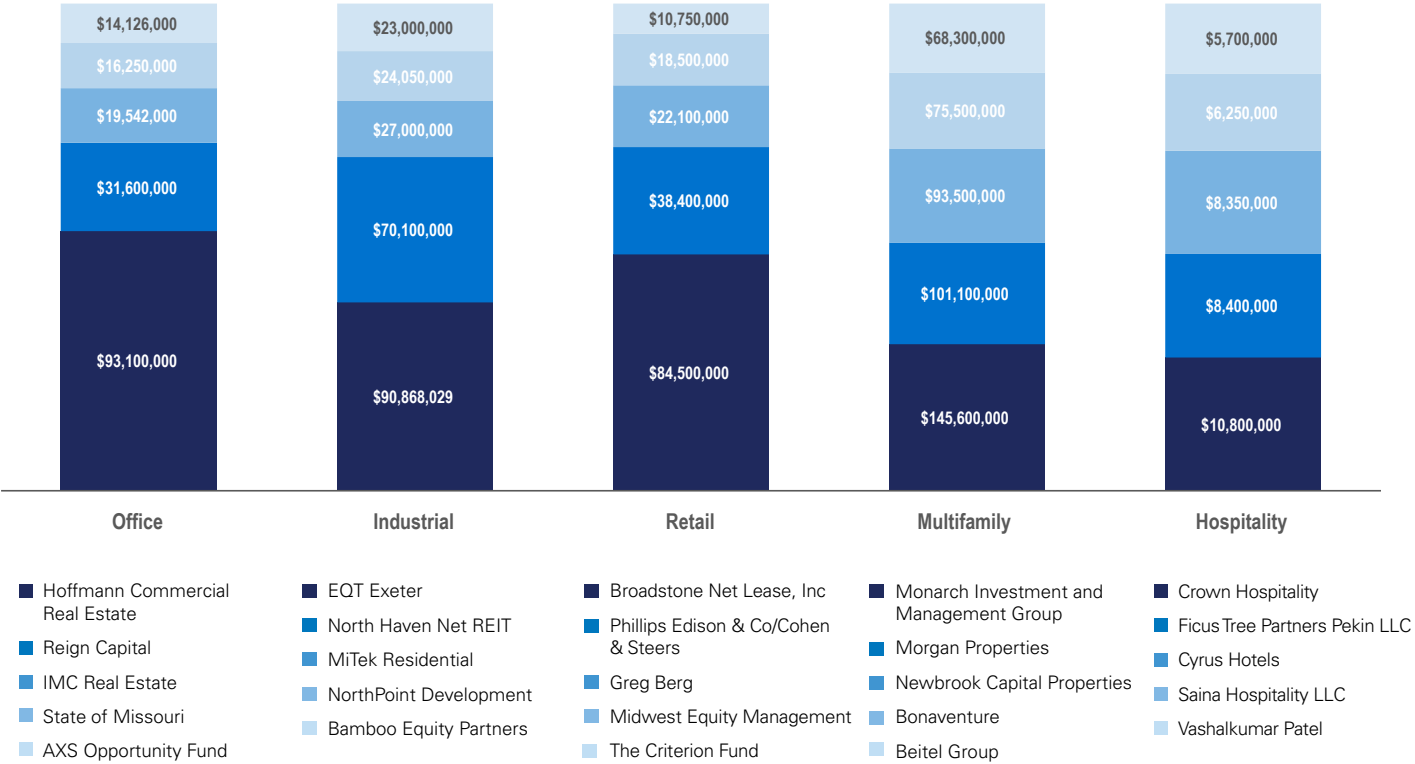 $14,126,000
$16,250,000
$19,542,000
$31,600,000
$93,100,000
Office
$23,000,000
$24,050,000
$27,000,000
$70,100,000
$90,868,029
Industrial
$10,750,000
$18,500,000
$22,100,000
$38,400,000
$84,500,000
Retail
$68,300,000
$75,500,000
$93,500,000
$101,100,000
$145,600,000
Multifamily
$5,700,000
$6,250,000
$8,350,000
$8,400,000
$10,800,000
Hospitality
Hoffmann Commercial
Real Estate
Reign Capital
IMC Real Estate
State of Missouri
AXS Opportunity Fund
EQT Exeter
North Haven Net REIT
MiTek Residential
NorthPoint Development
Bamboo Equity Partners
Broadstone Net Lease, Inc
Phillips Edison & Co/Cohen
& Steers
Greg Berg
Midwest Equity Management
The Criterion Fund
Monarch Investment and
Management Group
Morgan Properties
Newbrook Capital Properties
Bonaventure
Beitel Group
Crown Hospitality
Ficus Tree Partners Pekin LLC
Cyrus Hotels
Saina Hospitality LLC
Vashalkumar Patel